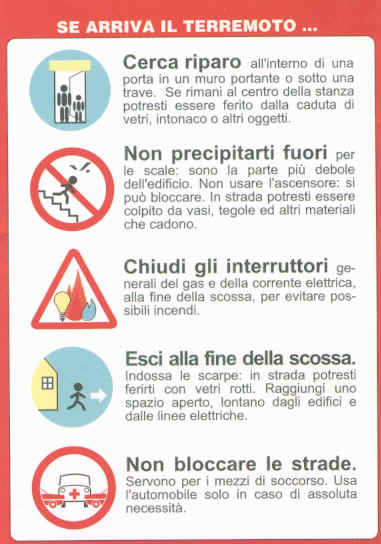 SE ARRIVA IL TERREMOTO ...
Cerca riparo all'interno di una
porta in un muro portante o sotto una
trave. Se rimani al centro della stanza
potresti essere ferito dalla caduta di
vetri, intonaco o altri oggetti.
Non precipitarti fuori per
le scale: sono la parte più debole
dell'edificio. Non usare l'ascensore: si
può bloccare. In strada potresti essere
colpito da vasi, tegole ed altri materiali
che cadono.
Chiudi gli interruttori ge-
nerali del gas e della corrente elettrica,
alla fine della scossa, per evitare pos-
sibili incendi.
Esci alla fine della scossa.
Indossa le scarpe: in strada potresti
ferirti con vetri rotti. Raggiungi uno
spazio aperto, lontano dagli edifici e
dalle linee elettriche.
Non bloccare le strade.
Servono per i mezzi di soccorso. Usa
l'automobile solo in caso di assoluta
necessità.